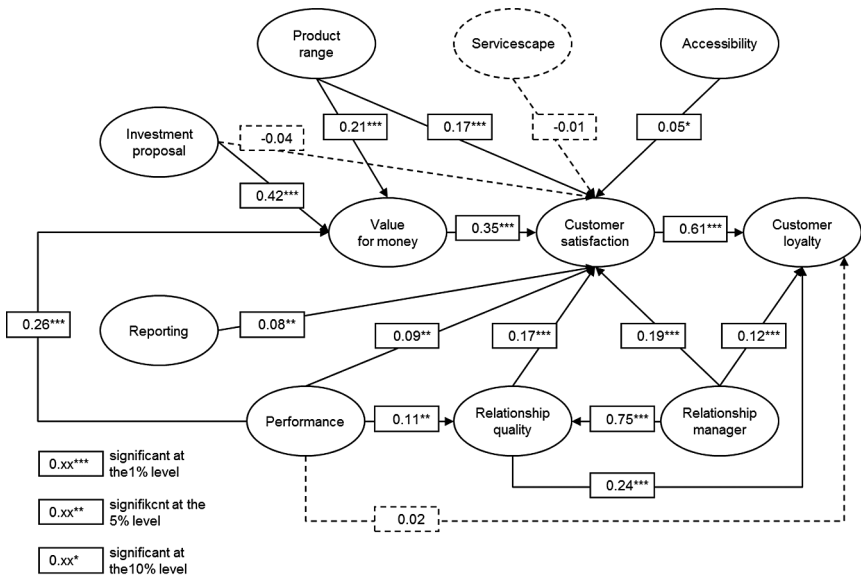 Product
range
Servicescape
Accessibility
Investment
proposal
-0.04
0.21***
0.17***
-0.01
0.05*
0.42***
Value
for money
0.35***
Customer
satisfaction
0.61***
Customer
loyalty
0.26***
Reporting
0.08**
0.09**
0.17***
0.19***
0.12***
Performance
0.11**
Relationship
quality
0.75***
Relationship
manager
0.24***
0.02
0.xx***
significant at
the1% level
0.xx**
signifikcnt at the
5% level
0.xx*
significant at
the10% level